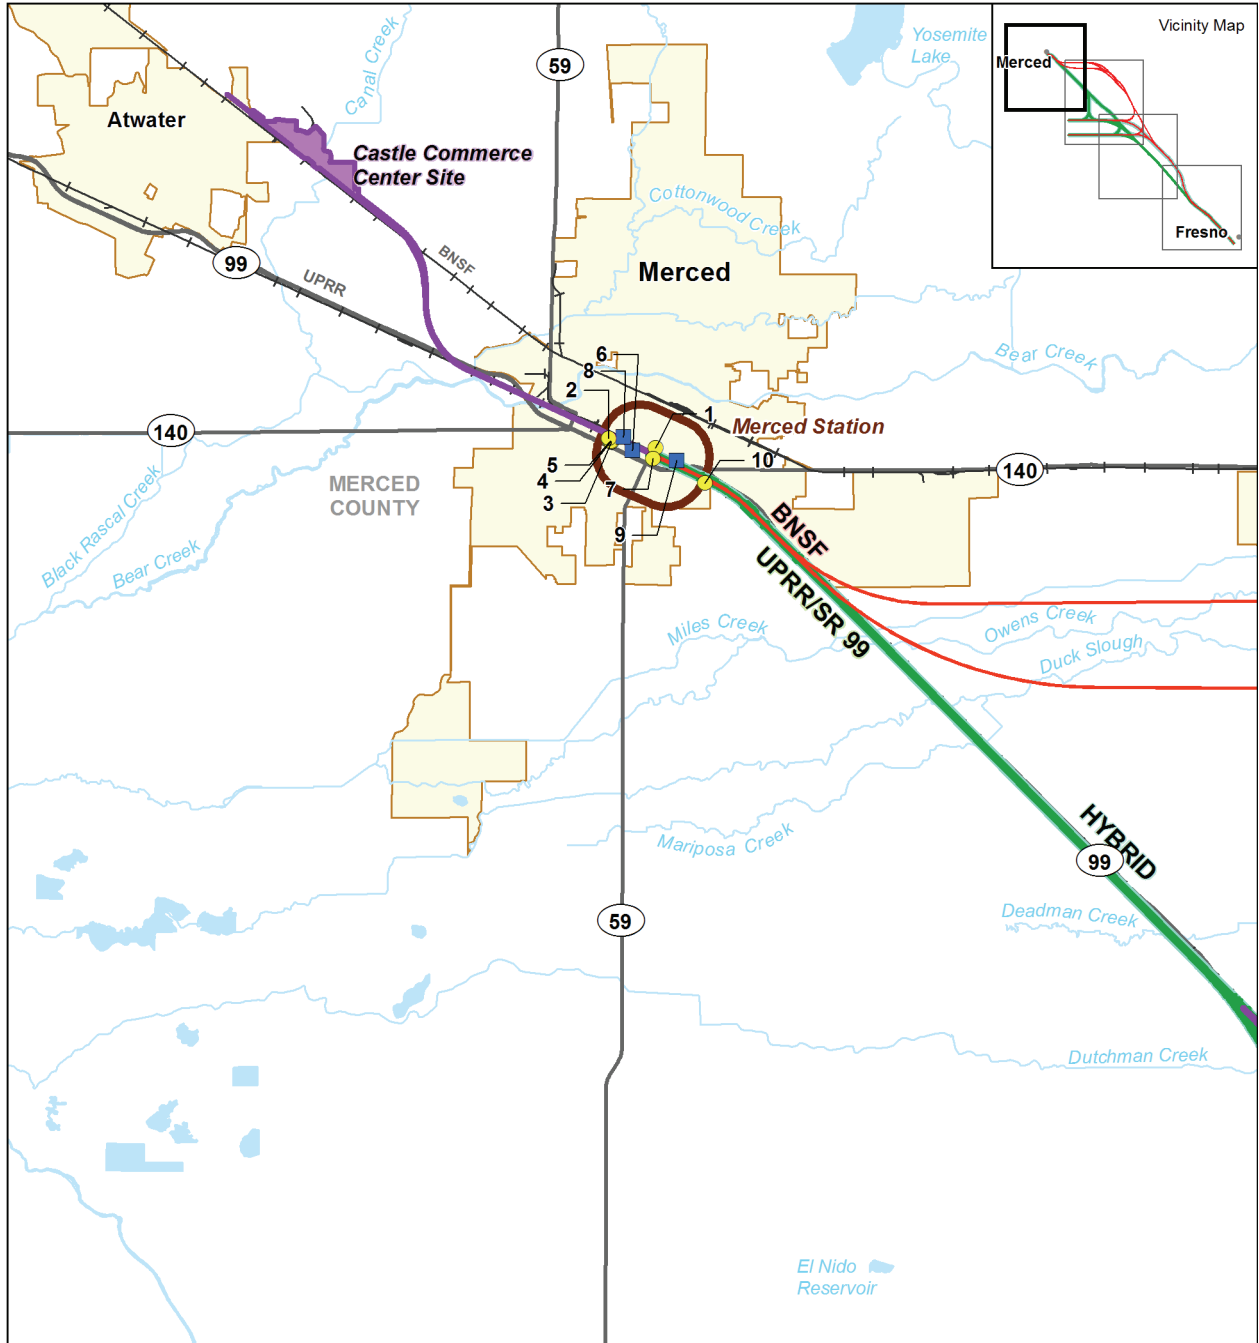 Yosemite
Lake
Vicinity Map
Merced
Fresno
59
Canal Creek
Atwater
Castle Commerce
Center Site
Cottonwood Creek
99
UPRR
BNSF
Merced
Bear Creek
6
8
2
1
Merced Station
140
5
4
3
7
10
140
9
MERCED
COUNTY
Black Rascal Creek
Bear Creek
BNSF
UPRR/SR 99
Miles Creek
Owens Creek
Duck Slough
Mariposa Creek
HYBRID
99
59
Deadman Creek
Dutchman Creek
El Nido
Reservoir